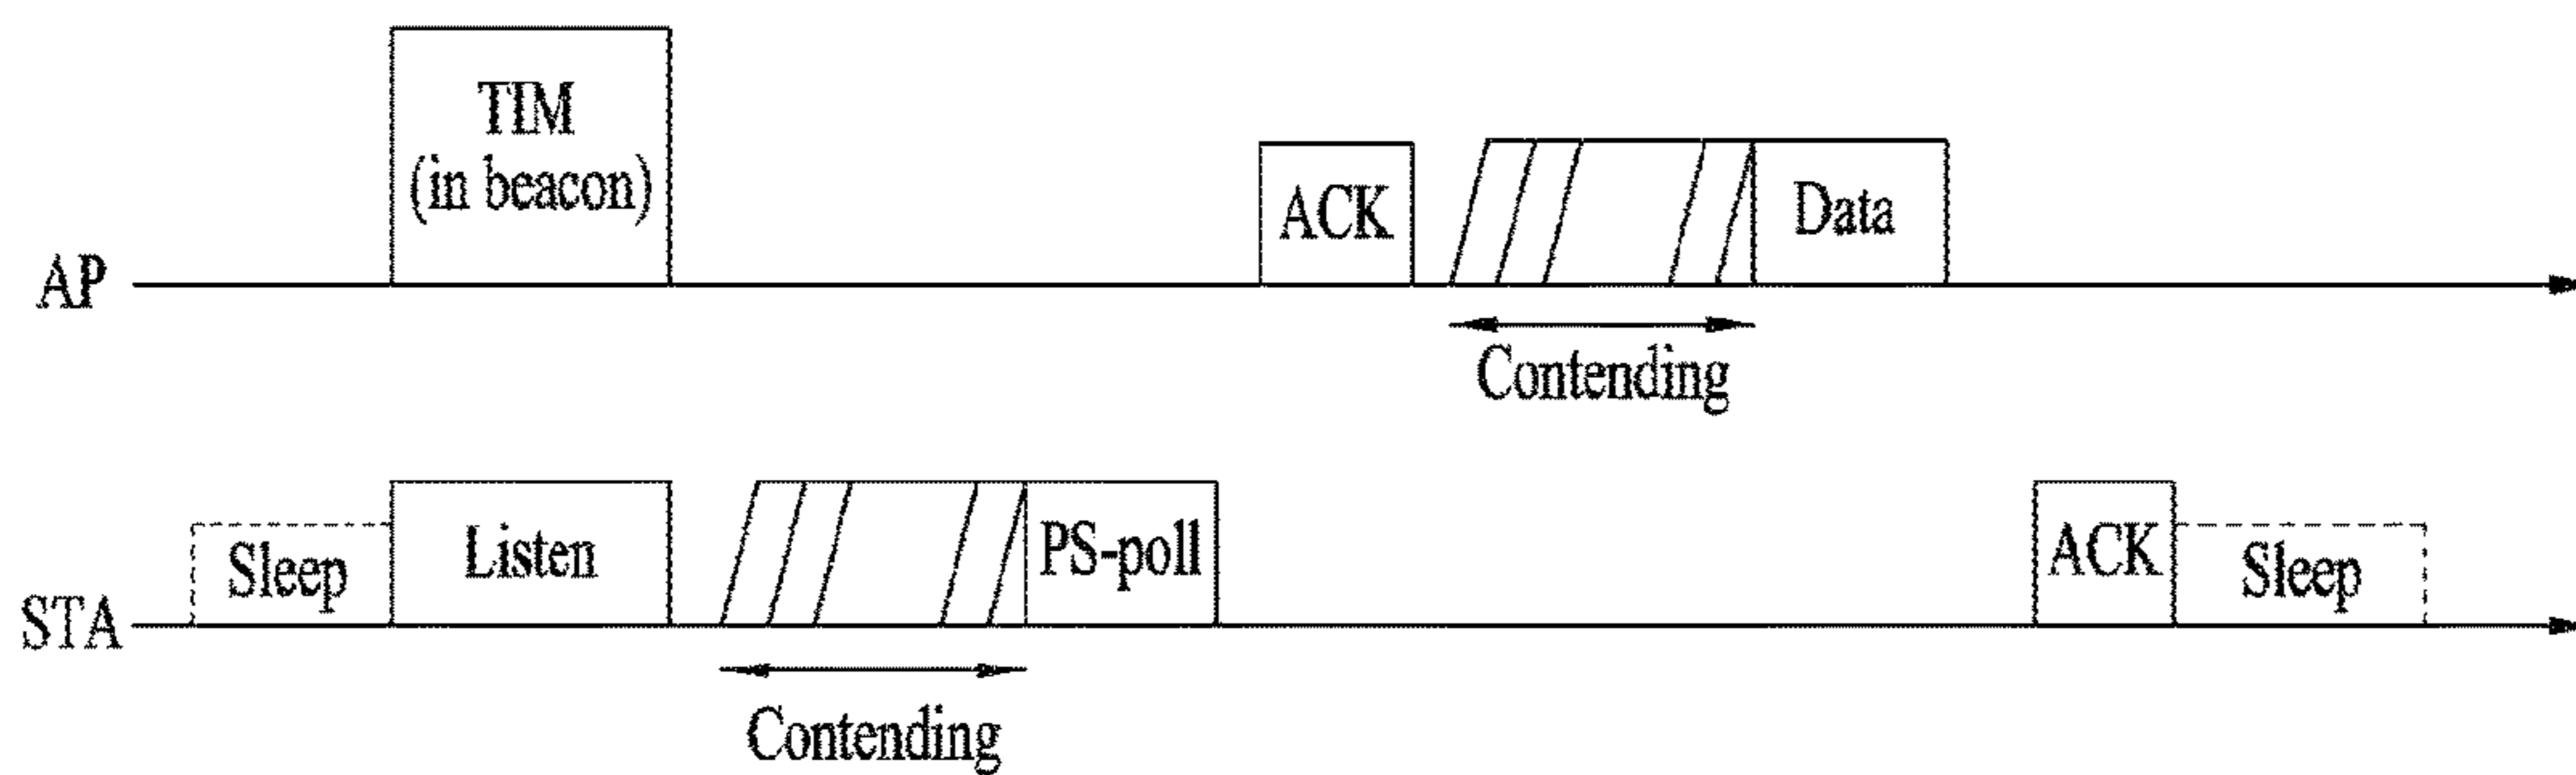 TIM
(in beacon)
ACK
Data
AP
Contending
Sleep
Listen
PS-poll
ACK
Sleep
STA
Contending